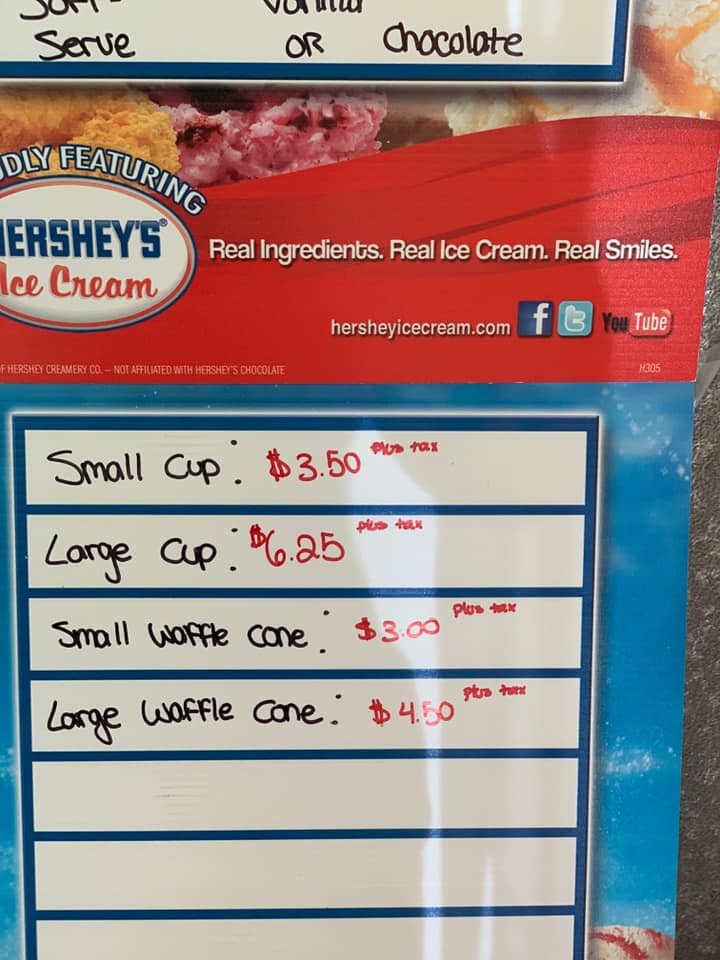 Serve OR Chocolate
FEATURING
HERSHEY'S®
Ice Cream
Real Ingredients. Real Ice Cream. Real Smiles.
hersheyicecream.com f t You Tube
HERSHEY CREAMERY CO. – NOT AFFILIATED WITH HERSHEY'S CHOCOLATE
H305
Small Cup: $3.50 plus tax
Large Cup: $6.25 plus tax
Small Waffle Cone: $3.00 plus tax
Large Waffle Cone: $4.50 plus tax